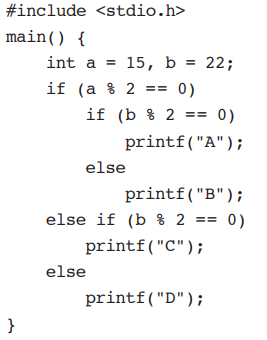 #include <stdio.h>
main() {
    int a = 15, b = 22;
    if (a % 2 == 0)
        if (b % 2 == 0)
            printf("A");
        else
            printf("B");
    else if (b % 2 == 0)
        printf("C");
    else
        printf("D");
}